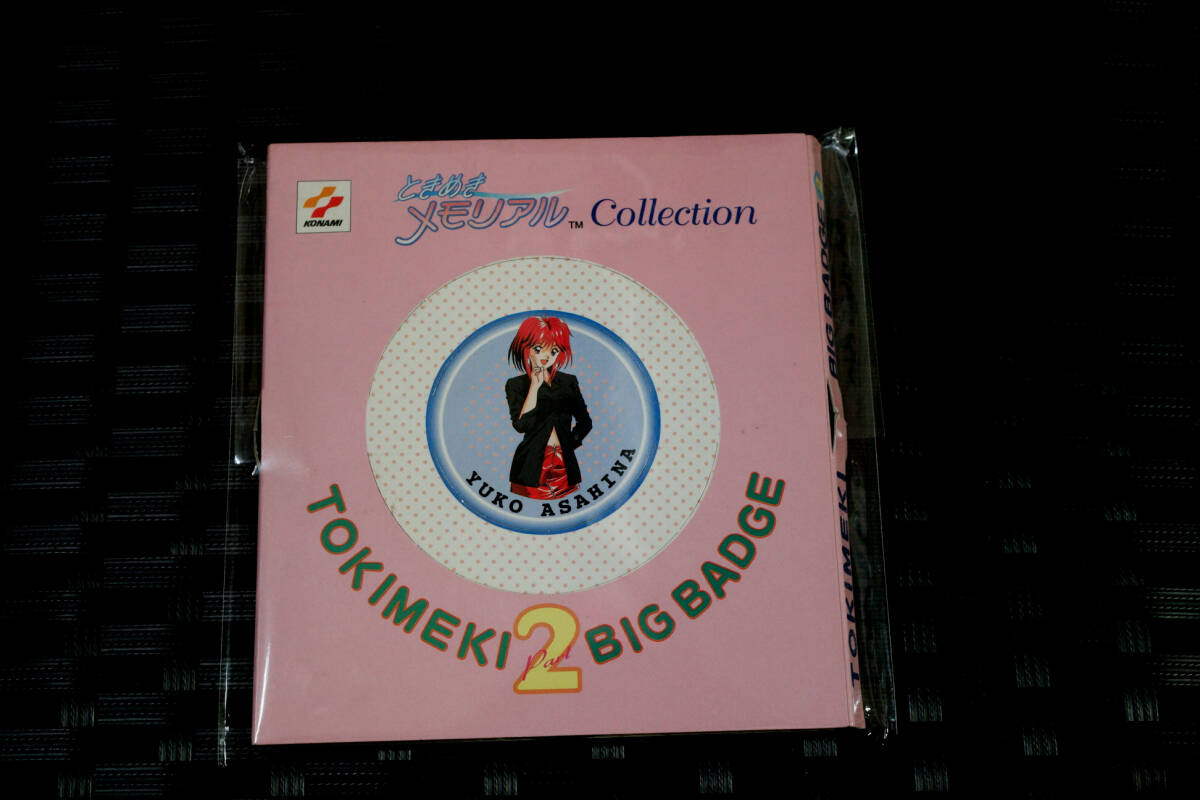 KONAMI
ときめき
メモリアル™ Collection
YUKO ASAHINA
TOKIMEKI Part 2 BIG BADGE
TOKIMEKI BIG BADGE